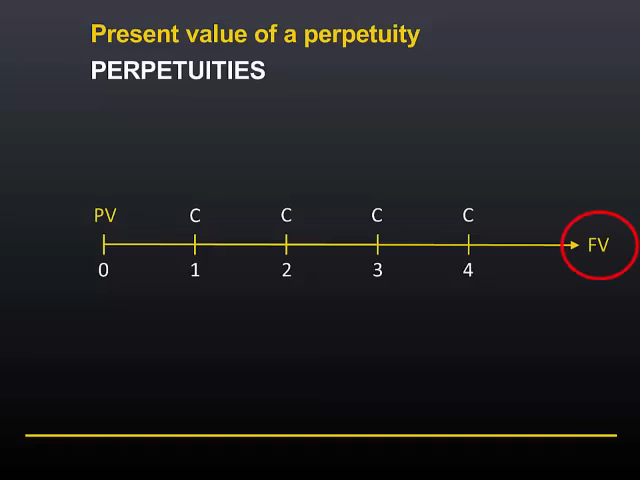 Present value of a perpetuity
PERPETUITIES
PV C C C C
FV
0 1 2 3 4